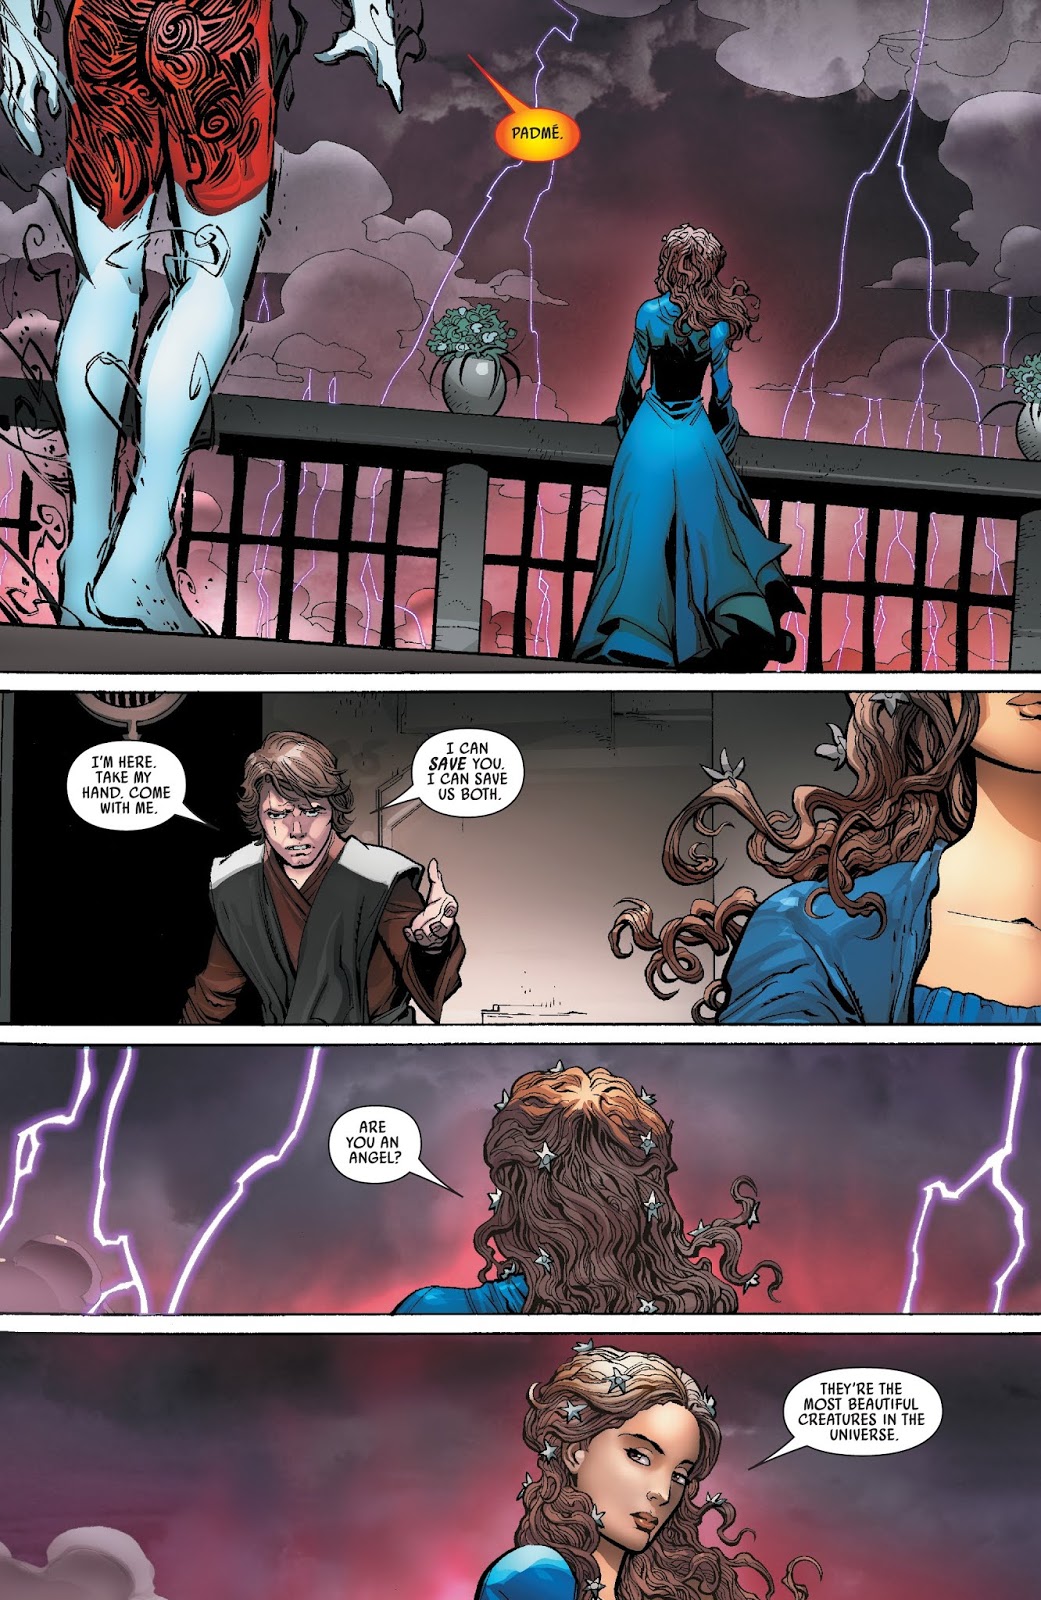 PADMÉ.
I'M HERE.
TAKE MY
HAND. COME
WITH ME.
I CAN
SAVE YOU.
I CAN SAVE
US BOTH.
ARE
YOU AN
ANGEL?
THEY'RE THE
MOST BEAUTIFUL
CREATURES IN THE
UNIVERSE.